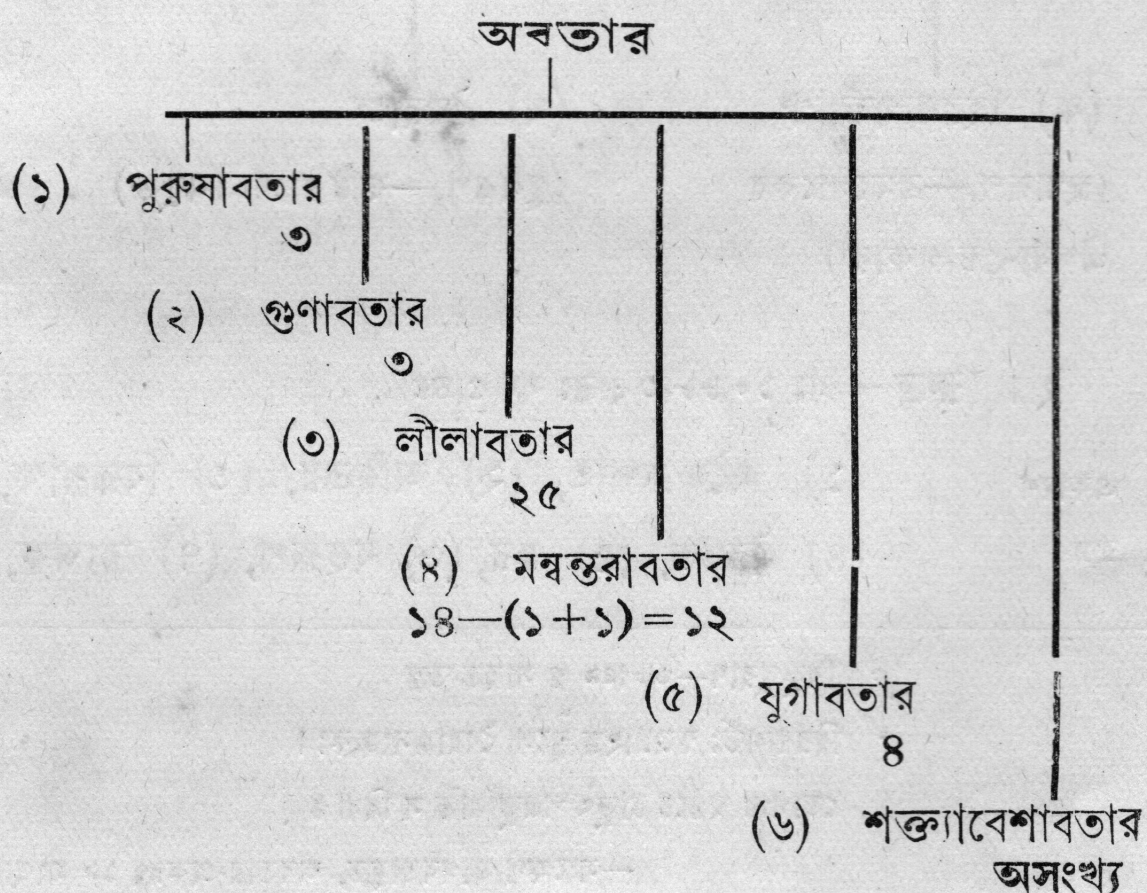 অবতার
(১) পুরুষাবতার
৩
(২) গুণাবতার
৩
(৩) লীলাবতার
২৫
(৪) মন্বন্তরাবতার
১৪—(১+১)=১২
(৫) যুগাবতার
৪
(৬) শক্ত্যাবেশাবতার
অসংখ্য